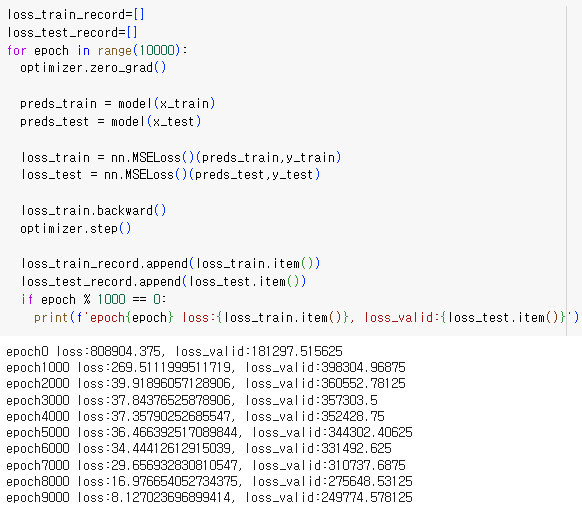 loss_train_record=[]
loss_test_record=[]
for epoch in range(10000):
  optimizer.zero_grad()
  preds_train = model(x_train)
  preds_test = model(x_test)
  loss_train = nn.MSELoss()(preds_train,y_train)
  loss_test = nn.MSELoss()(preds_test,y_test)
  loss_train.backward()
  optimizer.step()
  loss_train_record.append(loss_train.item())
  loss_test_record.append(loss_test.item())
  if epoch % 1000 == 0:
    print(f'epoch{epoch} loss:{loss_train.item()}, loss_valid:{loss_test.item()}')
epoch0 loss:808904.375, loss_valid:181297.515625
epoch1000 loss:269.5111999511719, loss_valid:398304.96875
epoch2000 loss:39.91896057128906, loss_valid:360552.78125
epoch3000 loss:37.84376525878906, loss_valid:357303.5
epoch4000 loss:37.35790252685547, loss_valid:352428.75
epoch5000 loss:36.466392517089844, loss_valid:344302.40625
epoch6000 loss:34.44412612915039, loss_valid:331492.625
epoch7000 loss:29.656932830810547, loss_valid:310737.6875
epoch8000 loss:16.976654052734375, loss_valid:275648.53125
epoch9000 loss:8.127023696899414, loss_valid:249774.578125